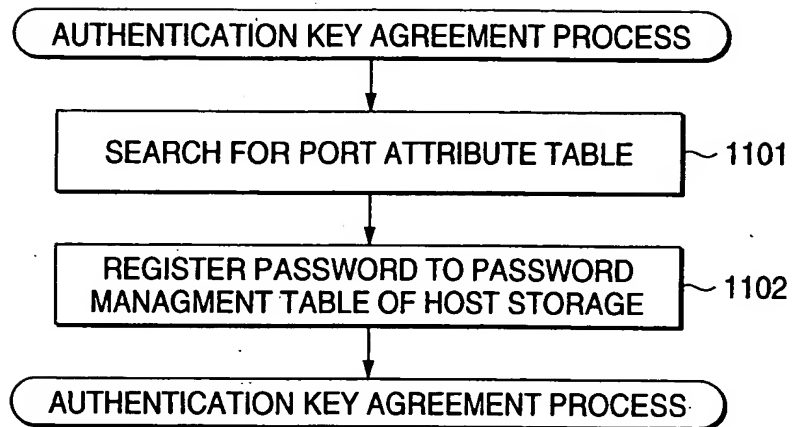 AUTHENTICATION KEY AGREEMENT PROCESS
SEARCH FOR PORT ATTRIBUTE TABLE
1101
REGISTER PASSWORD TO PASSWORD
MANAGMENT TABLE OF HOST STORAGE
1102
AUTHENTICATION KEY AGREEMENT PROCESS